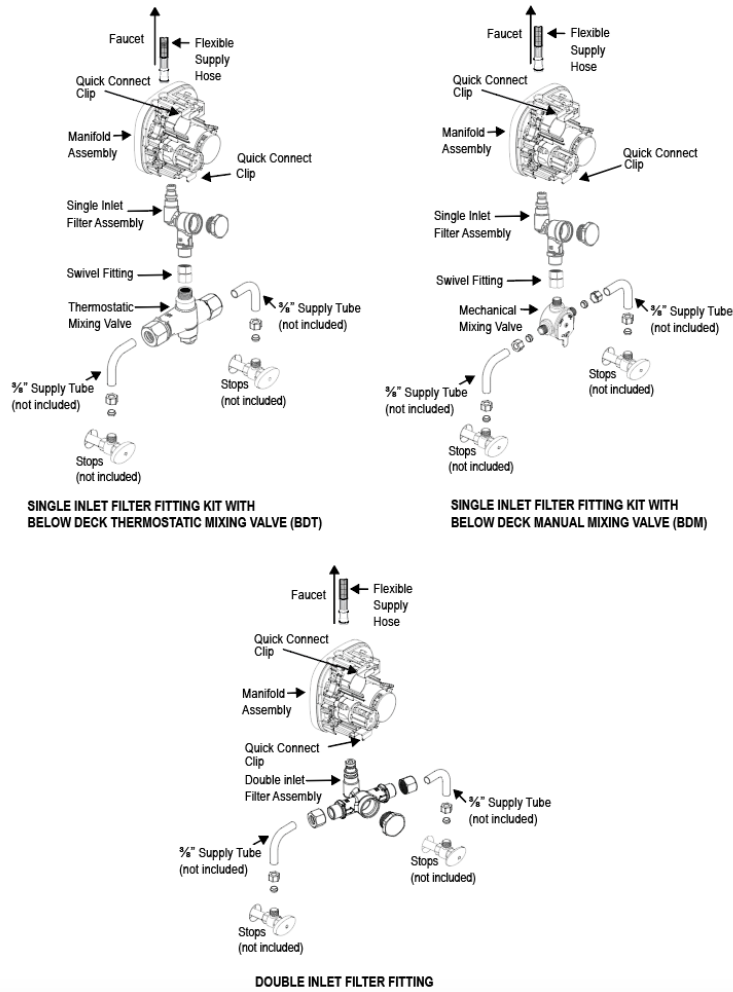 Faucet
Flexible
Supply
Hose
Quick Connect
Clip
Manifold
Assembly
Quick Connect
Clip
Single Inlet
Filter Assembly
Swivel Fitting
Thermostatic
Mixing Valve
⅜" Supply Tube
(not included)
⅜" Supply Tube
(not included)
Stops
(not included)
Stops
(not included)
SINGLE INLET FILTER FITTING KIT WITH
BELOW DECK THERMOSTATIC MIXING VALVE (BDT)
Faucet
Flexible
Supply
Hose
Quick Connect
Clip
Manifold
Assembly
Quick Connect
Clip
Single Inlet
Filter Assembly
Swivel Fitting
Mechanical
Mixing Valve
⅜" Supply Tube
(not included)
Stops
(not included)
⅜" Supply Tube
(not included)
Stops
(not included)
SINGLE INLET FILTER FITTING KIT WITH
BELOW DECK MANUAL MIXING VALVE (BDM)
Faucet
Flexible
Supply
Hose
Quick Connect
Clip
Manifold
Assembly
Quick Connect
Clip
Double inlet
Filter Assembly
⅜" Supply Tube
(not included)
⅜" Supply Tube
(not included)
Stops
(not included)
Stops
(not included)
DOUBLE INLET FILTER FITTING